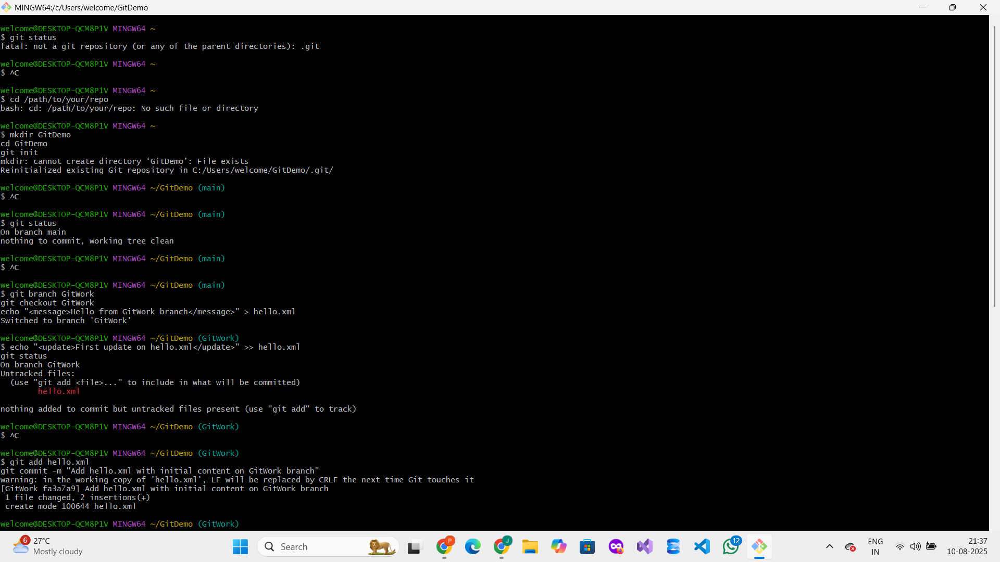 MINGW64:/c/Users/welcome/GitDemo
welcome@DESKTOP-QCM8P1V MINGW64 ~
$ git status
fatal: not a git repository (or any of the parent directories): .git
welcome@DESKTOP-QCM8P1V MINGW64 ~
$ ^C
welcome@DESKTOP-QCM8P1V MINGW64 ~
$ cd /path/to/your/repo
bash: cd: /path/to/your/repo: No such file or directory
welcome@DESKTOP-QCM8P1V MINGW64 ~
$ mkdir GitDemo
cd GitDemo
git init
mkdir: cannot create directory ‘GitDemo’: File exists
Reinitialized existing Git repository in C:/Users/welcome/GitDemo/.git/
welcome@DESKTOP-QCM8P1V MINGW64 ~/GitDemo (main)
$ ^C
welcome@DESKTOP-QCM8P1V MINGW64 ~/GitDemo (main)
$ git status
On branch main
nothing to commit, working tree clean
welcome@DESKTOP-QCM8P1V MINGW64 ~/GitDemo (main)
$ ^C
welcome@DESKTOP-QCM8P1V MINGW64 ~/GitDemo (main)
$ git branch GitWork
git checkout GitWork
echo "<message>Hello from GitWork branch</message>" > hello.xml
Switched to branch 'GitWork'
welcome@DESKTOP-QCM8P1V MINGW64 ~/GitDemo (GitWork)
$ echo "<update>First update on hello.xml</update>" >> hello.xml
git status
On branch GitWork
Untracked files:
  (use "git add <file>..." to include in what will be committed)
        hello.xml
nothing added to commit but untracked files present (use "git add" to track)
welcome@DESKTOP-QCM8P1V MINGW64 ~/GitDemo (GitWork)
$ ^C
welcome@DESKTOP-QCM8P1V MINGW64 ~/GitDemo (GitWork)
$ git add hello.xml
git commit -m "Add hello.xml with initial content on GitWork branch"
warning: in the working copy of 'hello.xml', LF will be replaced by CRLF the next time Git touches it
[GitWork fa3a7a9] Add hello.xml with initial content on GitWork branch
 1 file changed, 2 insertions(+)
 create mode 100644 hello.xml
welcome@DESKTOP-QCM8P1V MINGW64 ~/GitDemo (GitWork)
6
27°C
Mostly cloudy
Search
P
J
12
ENG
IN
21:37
10-08-2025